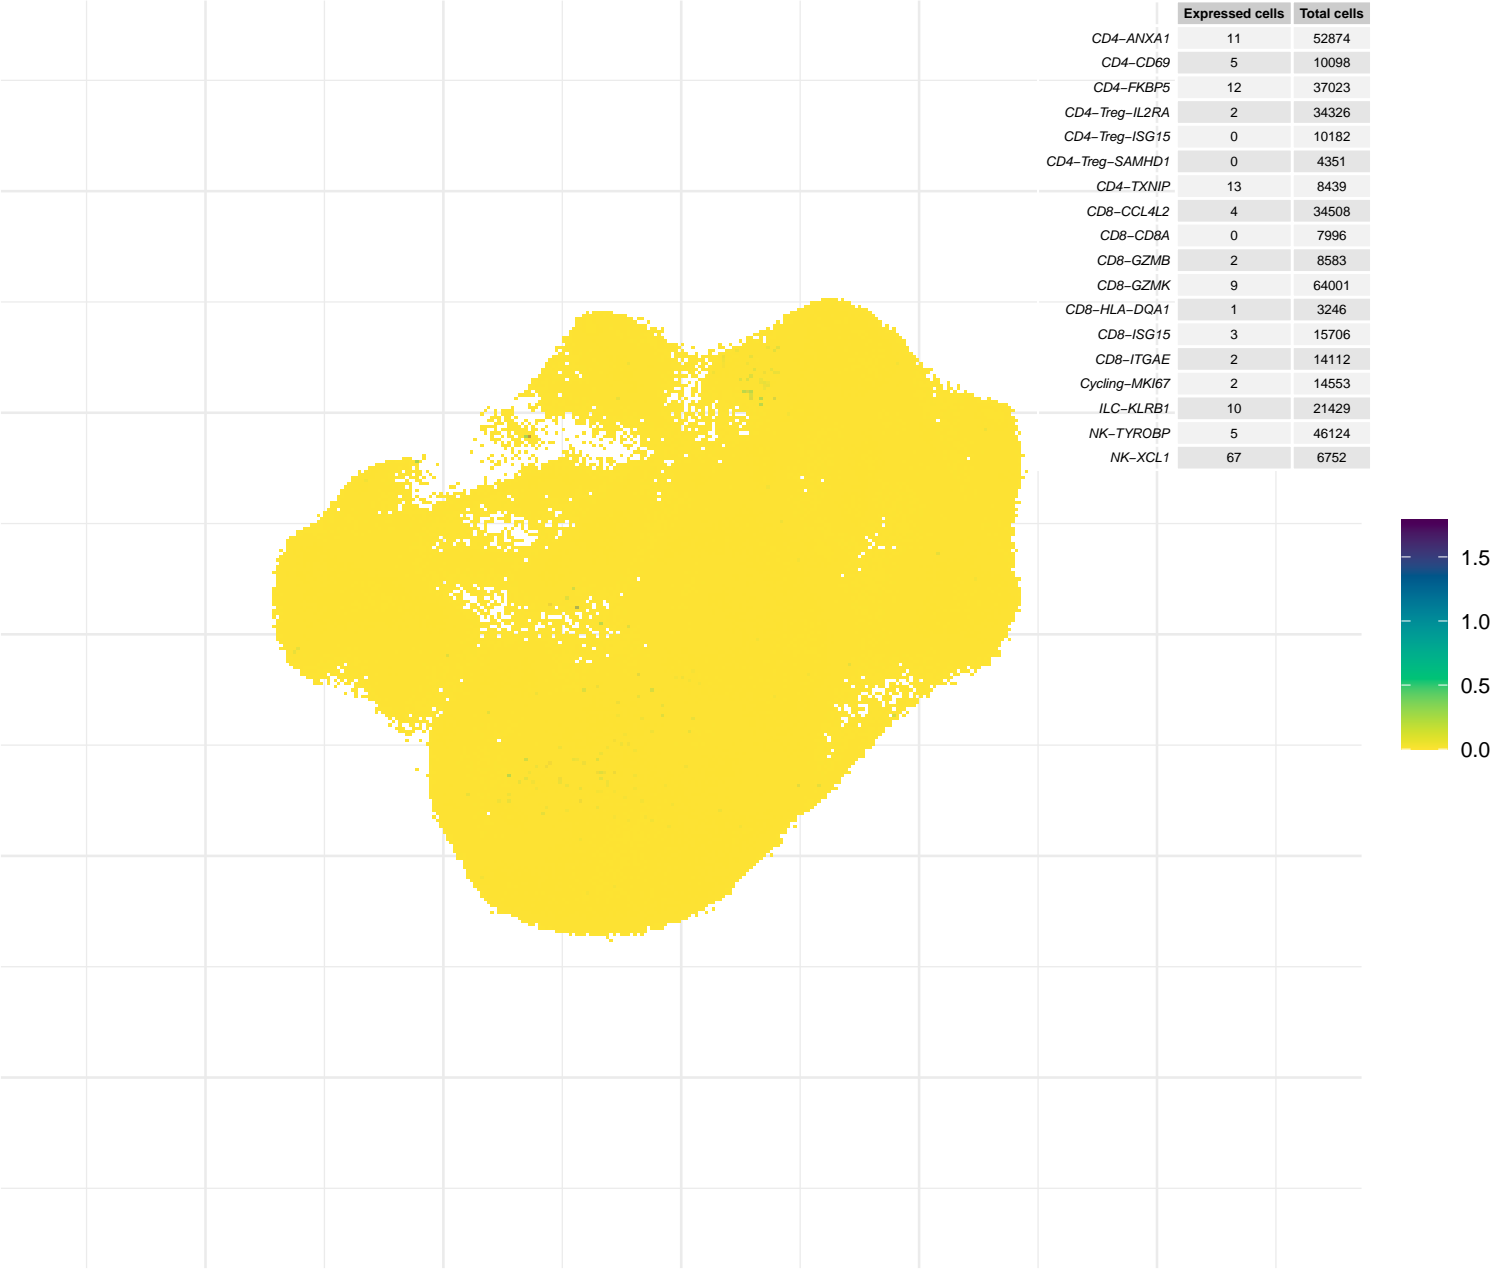 Expressed cells Total cells
CD4−ANXA1 11 52874
CD4−CD69 5 10098
CD4−FKBP5 12 37023
CD4−Treg−IL2RA 2 34326
CD4−Treg−ISG15 0 10182
CD4−Treg−SAMHD1 0 4351
CD4−TXNIP 13 8439
CD8−CCL4L2 4 34508
CD8−CD8A 0 7996
CD8−GZMB 2 8583
CD8−GZMK 9 64001
CD8−HLA−DQA1 1 3246
CD8−ISG15 3 15706
CD8−ITGAE 2 14112
Cycling−MKI67 2 14553
ILC−KLRB1 10 21429
NK−TYROBP 5 46124
NK−XCL1 67 6752
1.5
1.0
0.5
0.0